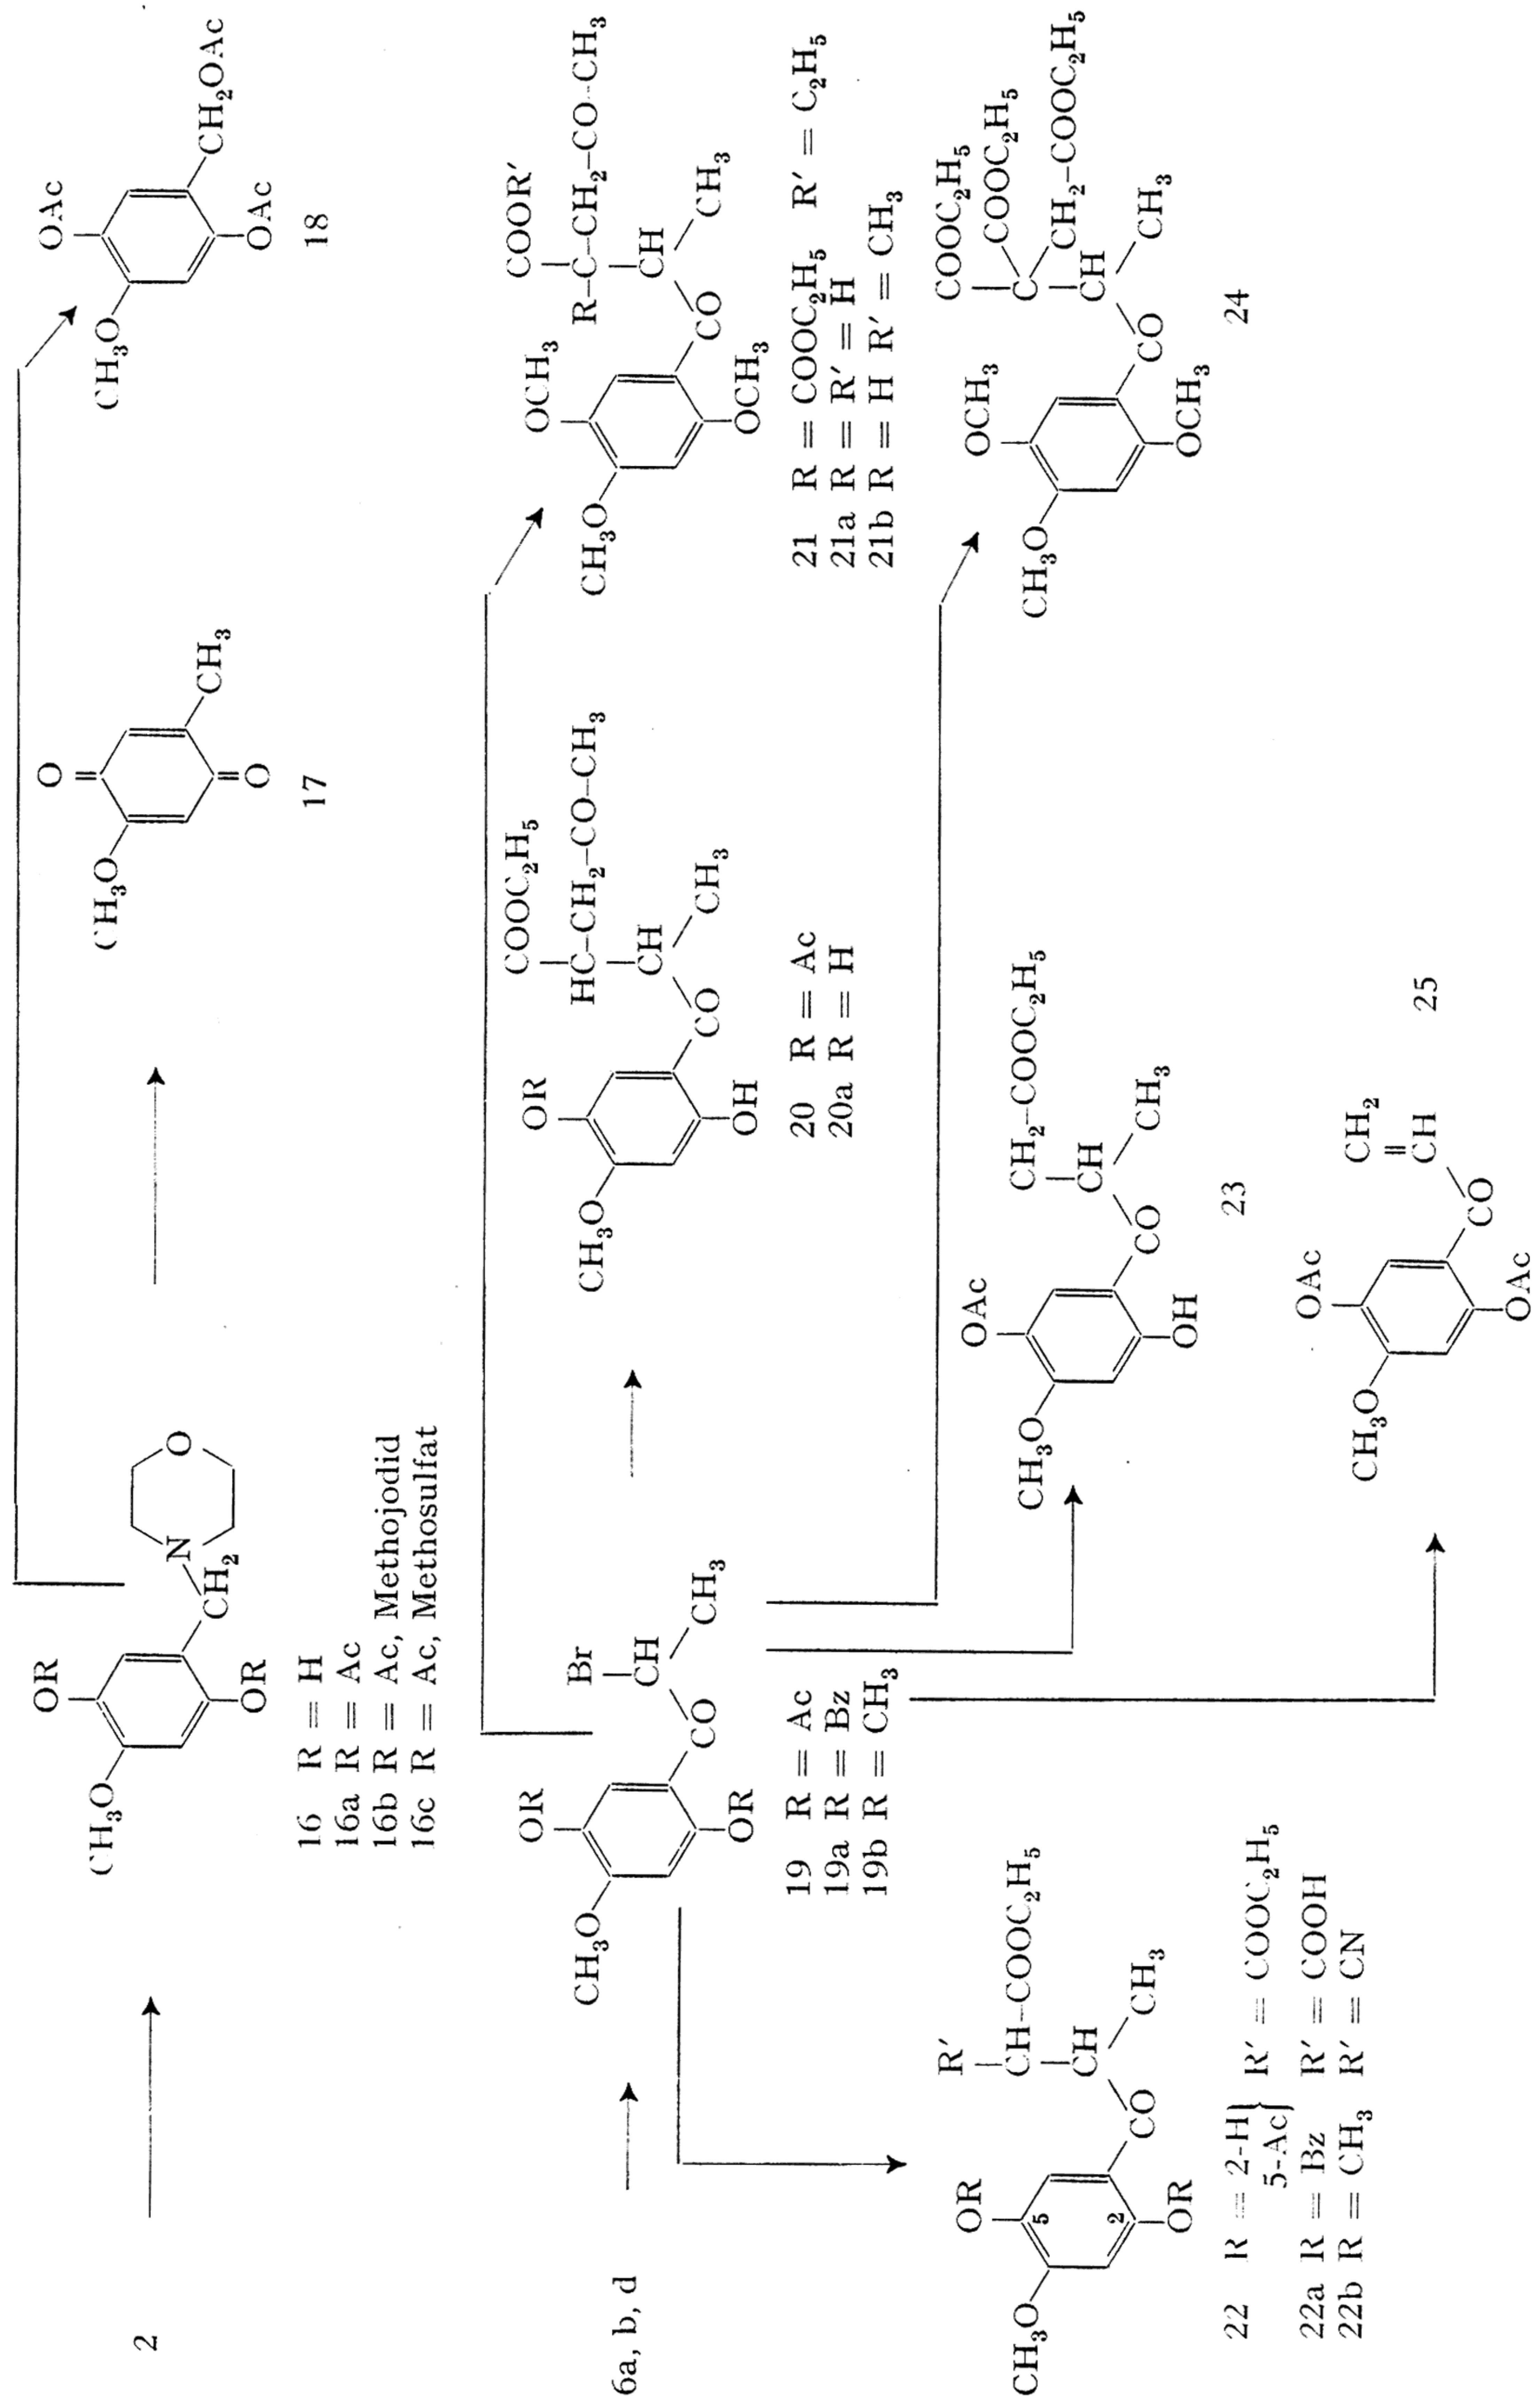 2
CH3O
OR
OR
CH2
N
O
16 R = H
16a R = Ac
16b R = Ac, Methojodid
16c R = Ac, Methosulfat
CH3O
O
O
CH3
17
CH3O
OAc
OAc
CH2OAc
18
6a, b, d
CH3O
OR
OR
CO
Br
CH
CH3
19 R = Ac
19a R = Bz
19b R = CH3
CH3O
OR
OH
CO
COOC2H5
HC–CH2–CO–CH3
CH
CH3
20 R = Ac
20a R = H
CH3O
OCH3
OCH3
CO
COOR′
R–C–CH2–CO–CH3
CH
CH3
21 R = COOC2H5 R′ = C2H5
21a R = R′ = H
21b R = H R′ = CH3
CH3O
OR
5
2
OR
CO
R′
CH–COOC2H5
CH
CH3
22 R = 2-H} R′ = COOC2H5
5-Ac
22a R = Bz R′ = COOH
22b R = CH3 R′ = CN
CH3O
OAc
OH
CO
CH2–COOC2H5
CH
CH3
23
CH3O
OCH3
OCH3
CO
COOC2H5
COOC2H5
C
CH2–COOC2H5
CH
CH3
24
CH3O
OAc
OAc
CO
CH2
CH
25